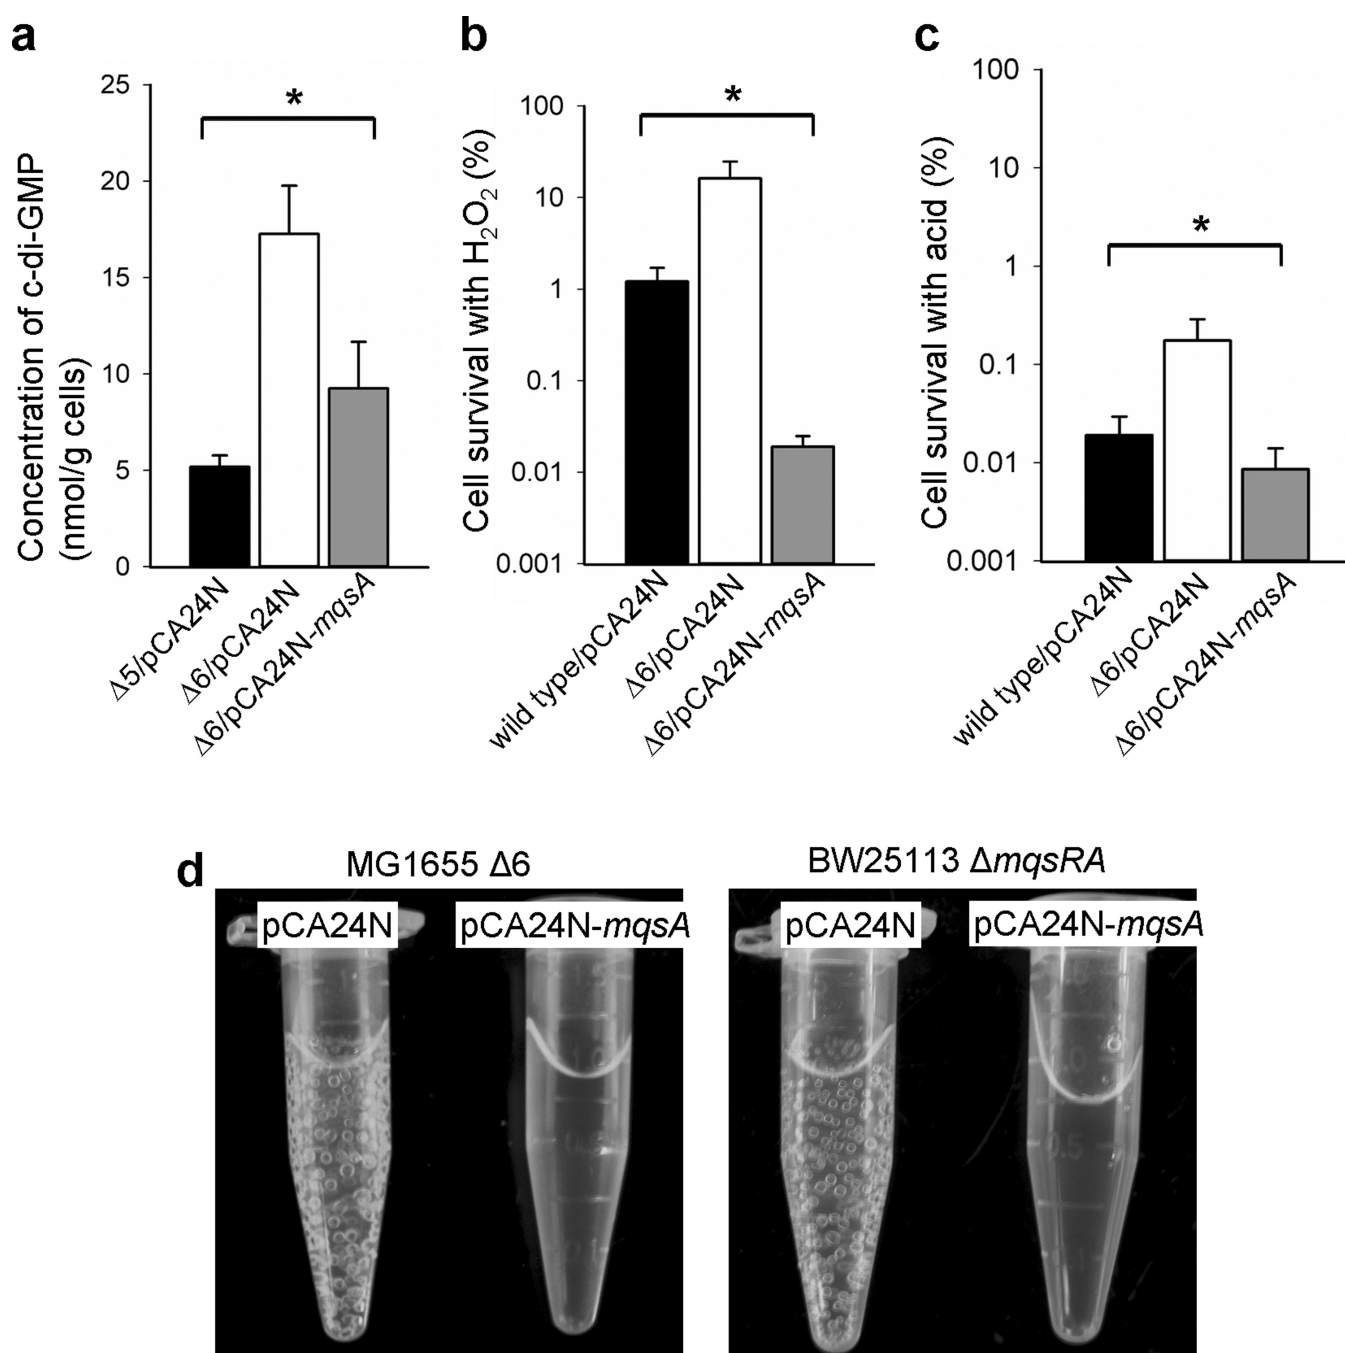 a
Concentration of c-di-GMP
(nmol/g cells)
25
20
15
10
5
0
*
Δ5/pCA24N
Δ6/pCA24N
Δ6/pCA24N-mqsA
b
Cell survival with H2O2 (%)
100
10
1
0.1
0.01
0.001
*
wild type/pCA24N
Δ6/pCA24N
Δ6/pCA24N-mqsA
c
Cell survival with acid (%)
100
10
1
0.1
0.01
0.001
*
wild type/pCA24N
Δ6/pCA24N
Δ6/pCA24N-mqsA
d
MG1655 Δ6
BW25113 ΔmqsRA
pCA24N
pCA24N-mqsA
pCA24N
pCA24N-mqsA
0.5